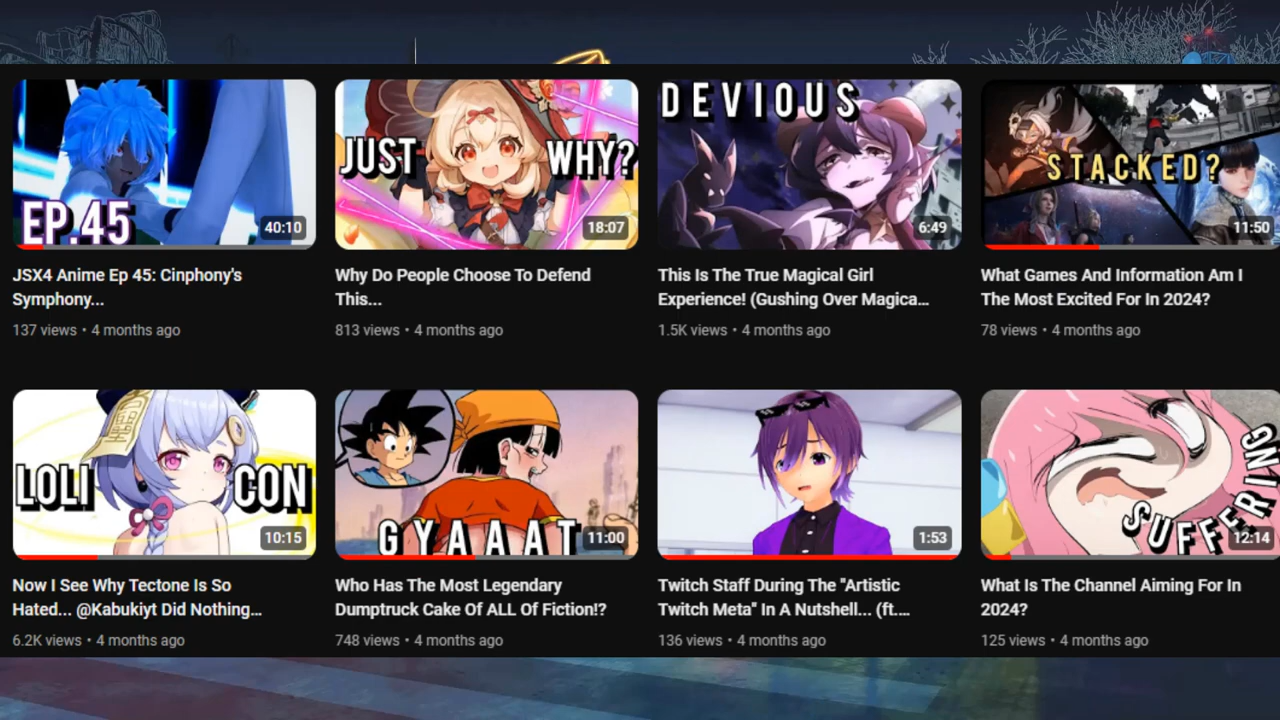 EP.45
40:10
JUST WHY?
18:07
DEVIOUS
6:49
STACKED?
11:50
JSX4 Anime Ep 45: Cinphony's
Symphony...
137 views • 4 months ago
Why Do People Choose To Defend
This...
813 views • 4 months ago
This Is The True Magical Girl
Experience! (Gushing Over Magica...
1.5K views • 4 months ago
What Games And Information Am I
The Most Excited For In 2024?
78 views • 4 months ago
LOLI CON
10:15
GYAAAT
11:00
1:53
SUFFERING
12:14
Now I See Why Tectone Is So
Hated... @Kabukiyt Did Nothing...
6.2K views • 4 months ago
Who Has The Most Legendary
Dumptruck Cake Of ALL Of Fiction!?
748 views • 4 months ago
Twitch Staff During The "Artistic
Twitch Meta" In A Nutshell... (ft....
136 views • 4 months ago
What Is The Channel Aiming For In
2024?
125 views • 4 months ago